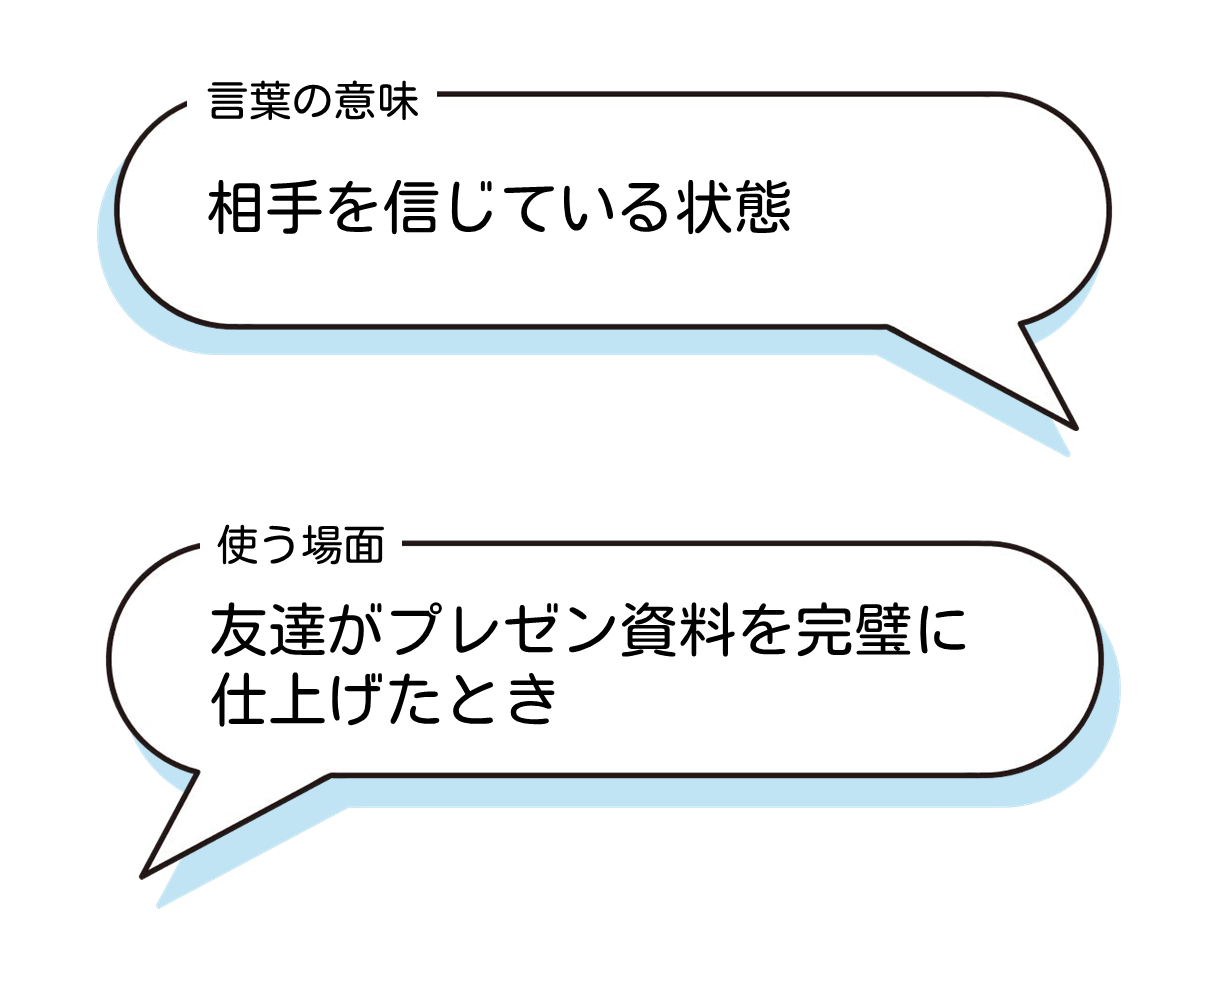 言葉の意味
相手を信じている状態
使う場面
友達がプレゼン資料を完璧に
仕上げたとき